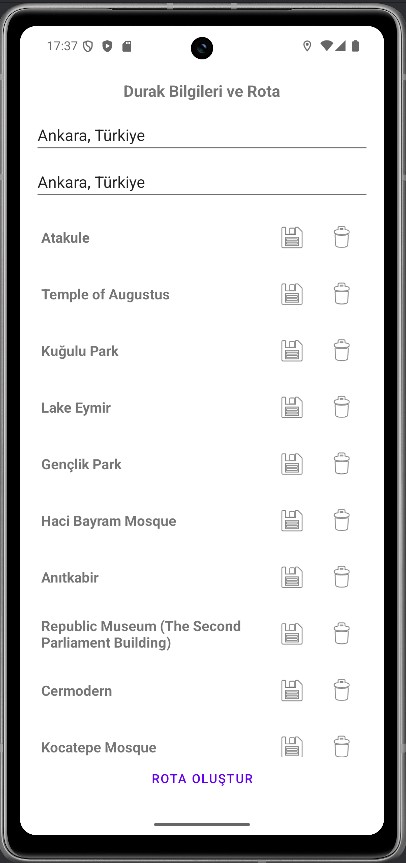 17:37
Durak Bilgileri ve Rota
Ankara, Türkiye
Ankara, Türkiye
Atakule
Temple of Augustus
Kuğulu Park
Lake Eymir
Gençlik Park
Haci Bayram Mosque
Anıtkabir
Republic Museum (The Second
Parliament Building)
Cermodern
Kocatepe Mosque
ROTA OLUŞTUR